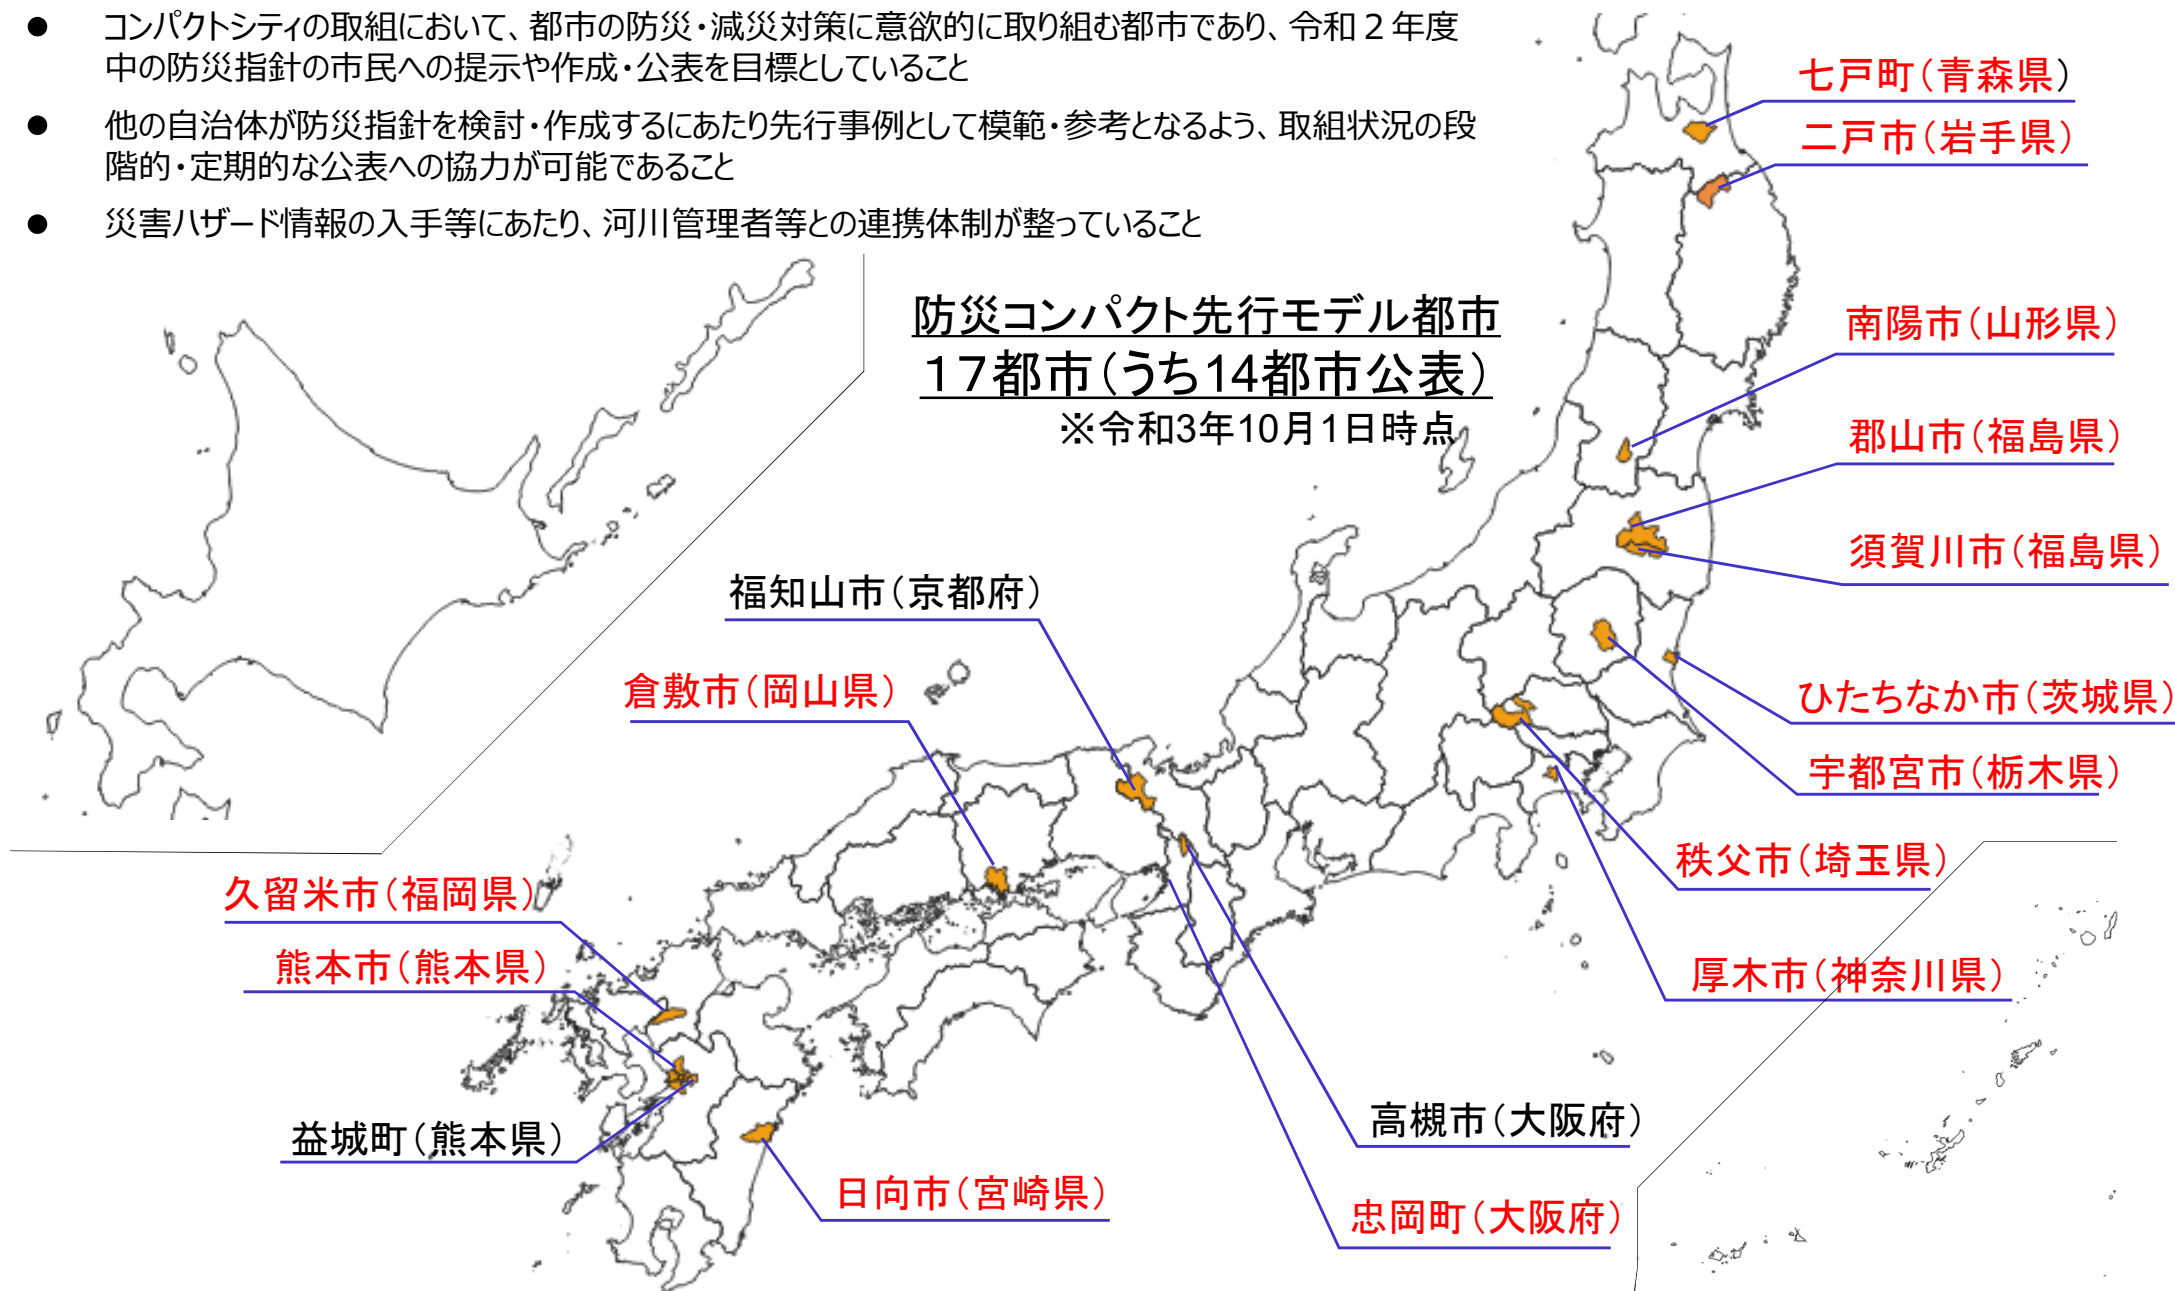 ● コンパクトシティの取組において、都市の防災・減災対策に意欲的に取り組む都市であり、令和２年度
中の防災指針の市民への提示や作成・公表を目標としていること
● 他の自治体が防災指針を検討・作成するにあたり先行事例として模範・参考となるよう、取組状況の段
階的・定期的な公表への協力が可能であること
● 災害ハザード情報の入手等にあたり、河川管理者等との連携体制が整っていること
防災コンパクト先行モデル都市
１７都市（うち14都市公表）
※令和3年10月1日時点
七戸町（青森県）
二戸市（岩手県）
南陽市（山形県）
郡山市（福島県）
須賀川市（福島県）
ひたちなか市（茨城県）
宇都宮市（栃木県）
秩父市（埼玉県）
厚木市（神奈川県）
福知山市（京都府）
倉敷市（岡山県）
久留米市（福岡県）
熊本市（熊本県）
益城町（熊本県）
日向市（宮崎県）
高槻市（大阪府）
忠岡町（大阪府）